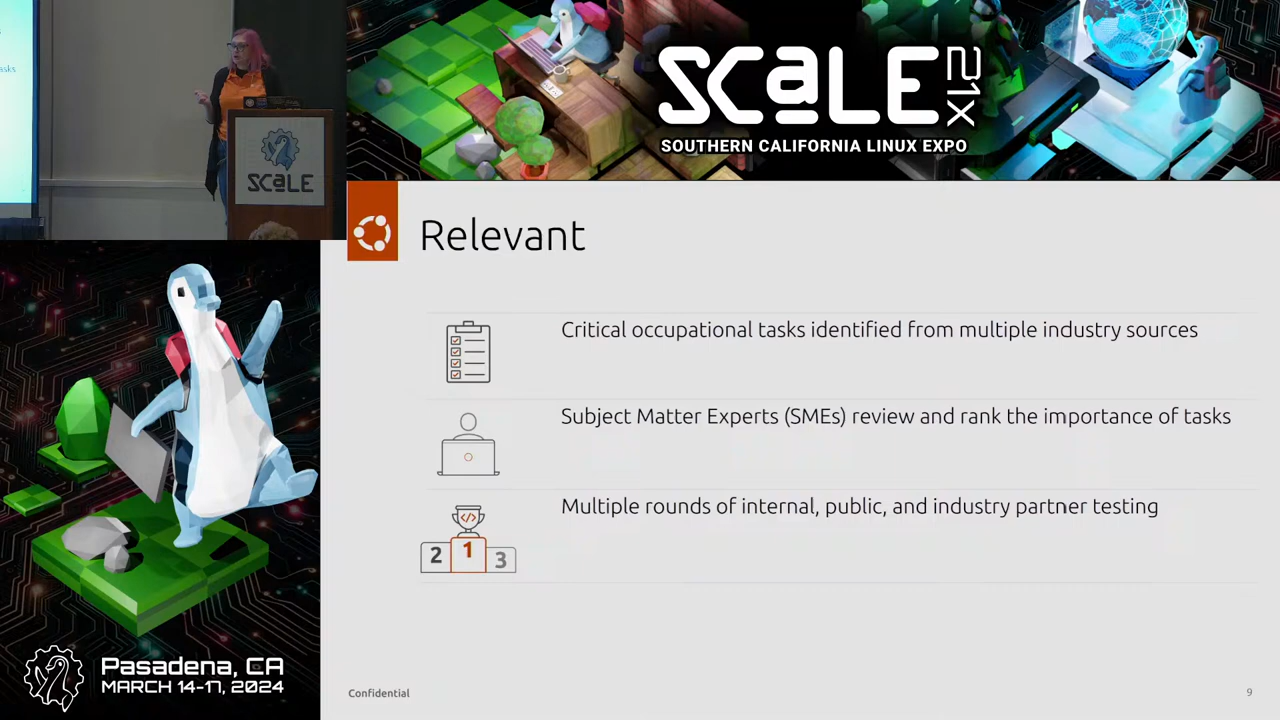 asks
SCALE
SCaLE 21X
SOUTHERN CALIFORNIA LINUX EXPO
Relevant
Critical occupational tasks identified from multiple industry sources
Subject Matter Experts (SMEs) review and rank the importance of tasks
</>
2 1 3
Multiple rounds of internal, public, and industry partner testing
Pasadena, CA
MARCH 14-17, 2024
Confidential
9